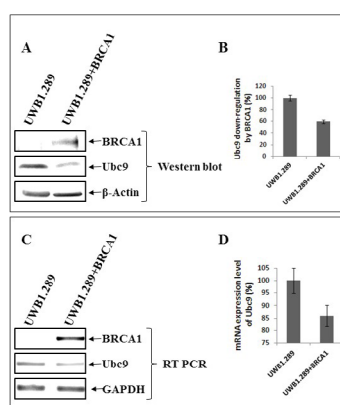 A
UWB1.289
UWB1.289+BRCA1
BRCA1
Ubc9
β-Actin
Western blot
B
Ubc9 down-regulation
by BRCA1 (%)
120
100
80
60
40
20
0
UWB1.289
UWB1.289+BRCA1
C
UWB1.289
UWB1.289+BRCA1
BRCA1
Ubc9
GAPDH
RT PCR
D
mRNA expression level
of Ubc9 (%)
105
100
95
90
85
80
75
UWB1.289
UWB1.289+BRCA1